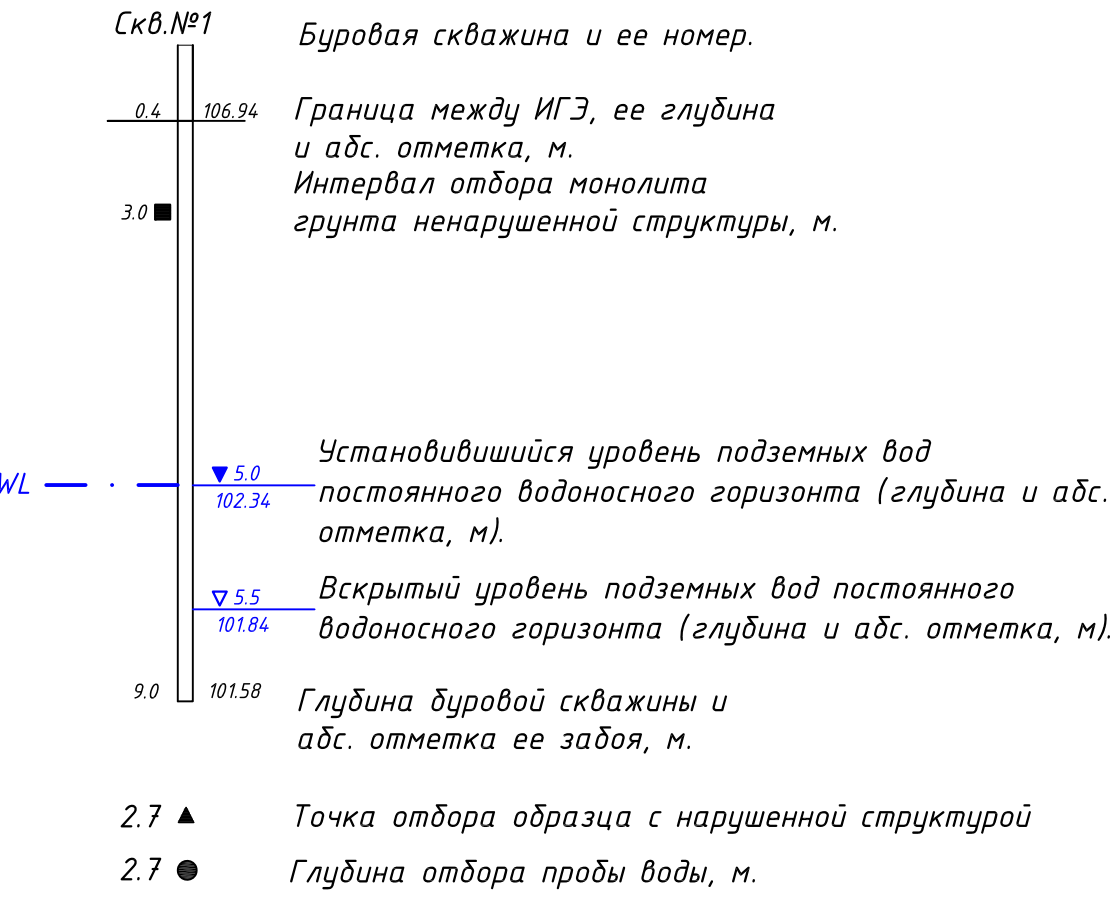 Скв.№1
Буровая скважина и ее номер.
0.4
106.94
Граница между ИГЭ, ее глубина
и абс. отметка, м.
Интервал отбора монолита
3.0
грунта ненарушенной структуры, м.
Установивишийся уровень подземных вод
5.0
WL
постоянного водоносного горизонта (глубина и абс.
102.34
отметка, м).
Вскрытый уровень подземных вод постоянного
5.5
101.84
водоносного горизонта (глубина и абс. отметка, м).
9.0
101.58
Глубина буровой скважины и
абс. отметка ее забоя, м.
2.7
Точка отбора образца с нарушенной структурой
2.7
Глубина отбора пробы воды, м.